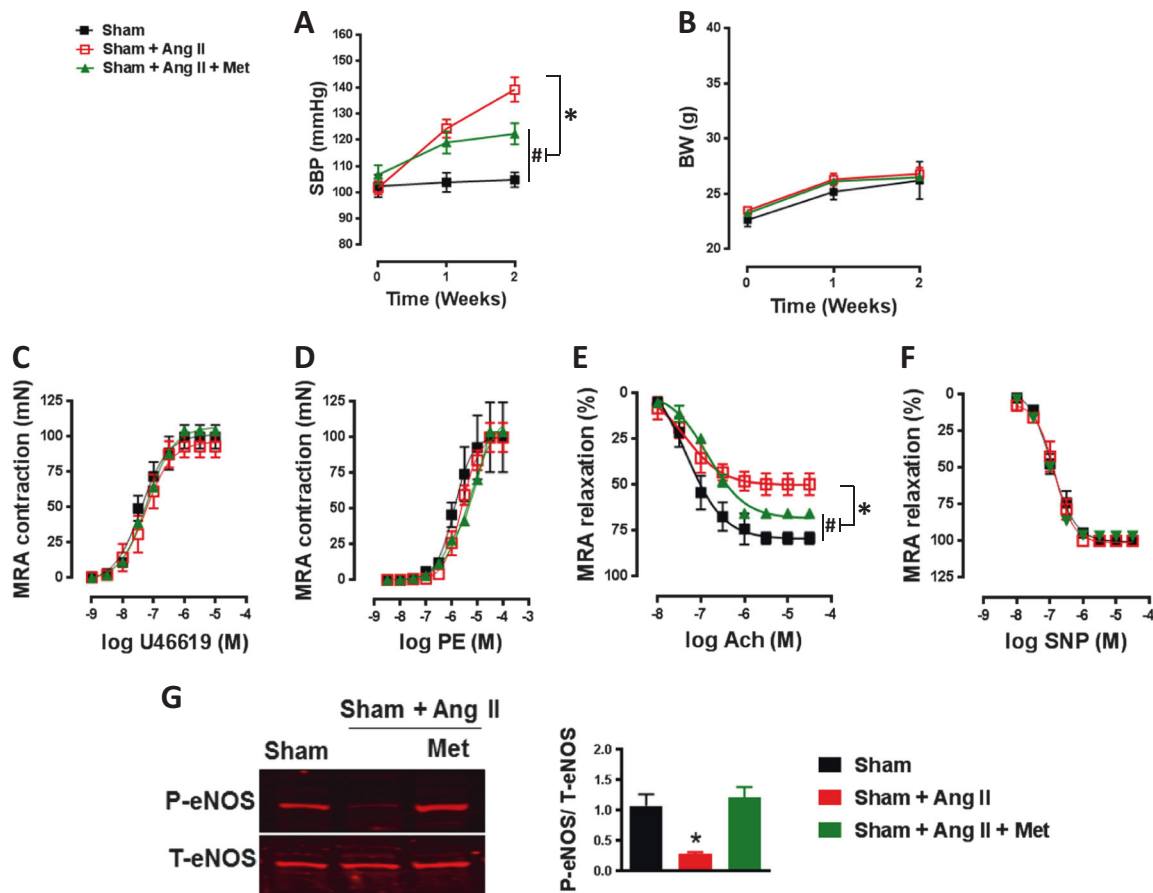 Sham
Sham + Ang II
Sham + Ang II + Met
A
SBP (mmHg)
160
150
140
130
120
110
100
90
80
0 1 2
Time (Weeks)
*
#
B
BW (g)
40
35
30
25
20
0 1 2
Time (Weeks)
C
MRA contraction (mN)
125
100
75
50
25
0
-9 -8 -7 -6 -5 -4
log U46619 (M)
D
MRA contraction (mN)
125
100
75
50
25
0
-9 -8 -7 -6 -5 -4 -3
log PE (M)
E
MRA relaxation (%)
0
25
50
75
100
-8 -7 -6 -5 -4
log Ach (M)
*
#
F
MRA relaxation (%)
0
25
50
75
100
125
-9 -8 -7 -6 -5 -4
log SNP (M)
G
Sham + Ang II
Sham Met
P-eNOS
T-eNOS
P-eNOS/ T-eNOS
2.0
1.5
1.0
0.5
0.0
*
Sham
Sham + Ang II
Sham + Ang II + Met